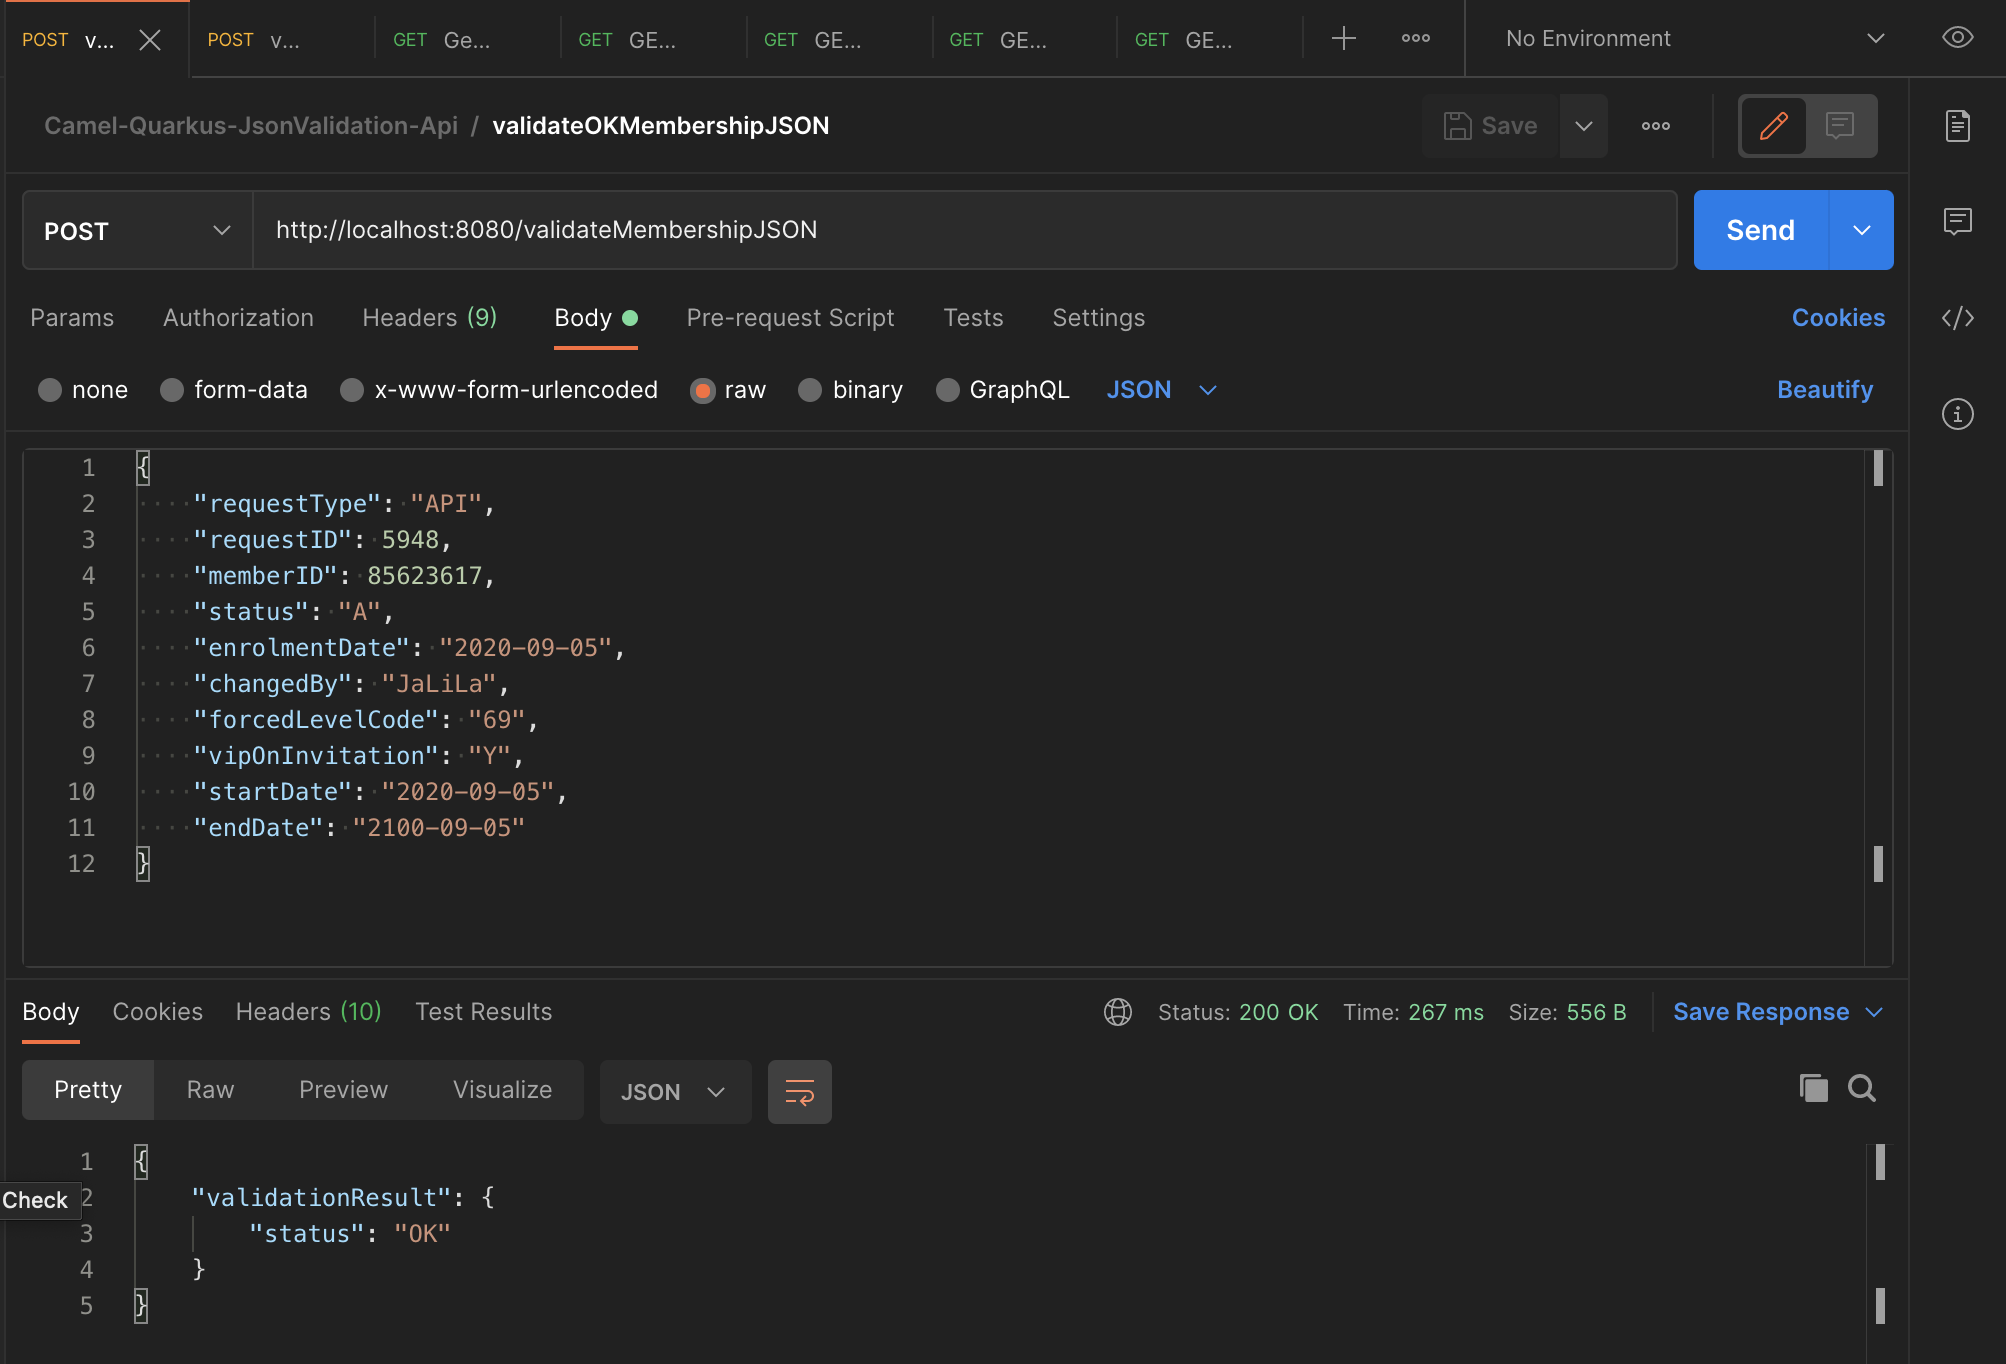 POST v... POST v... GET Ge... GET GE... GET GE... GET GE... GET GE... No Environment
Camel-Quarkus-JsonValidation-Api / validateOKMembershipJSON Save
POST http://localhost:8080/validateMembershipJSON Send
Params Authorization Headers (9) Body Pre-request Script Tests Settings Cookies
none form-data x-www-form-urlencoded raw binary GraphQL JSON Beautify
1 {
2 "requestType": "API",
3 "requestID": 5948,
4 "memberID": 85623617,
5 "status": "A",
6 "enrolmentDate": "2020-09-05",
7 "changedBy": "JaLiLa",
8 "forcedLevelCode": "69",
9 "vipOnInvitation": "Y",
10 "startDate": "2020-09-05",
11 "endDate": "2100-09-05"
12 }
Body Cookies Headers (10) Test Results Status: 200 OK Time: 267 ms Size: 556 B Save Response
Pretty Raw Preview Visualize JSON
1 {
Check 2 "validationResult": {
3 "status": "OK"
4 }
5 }